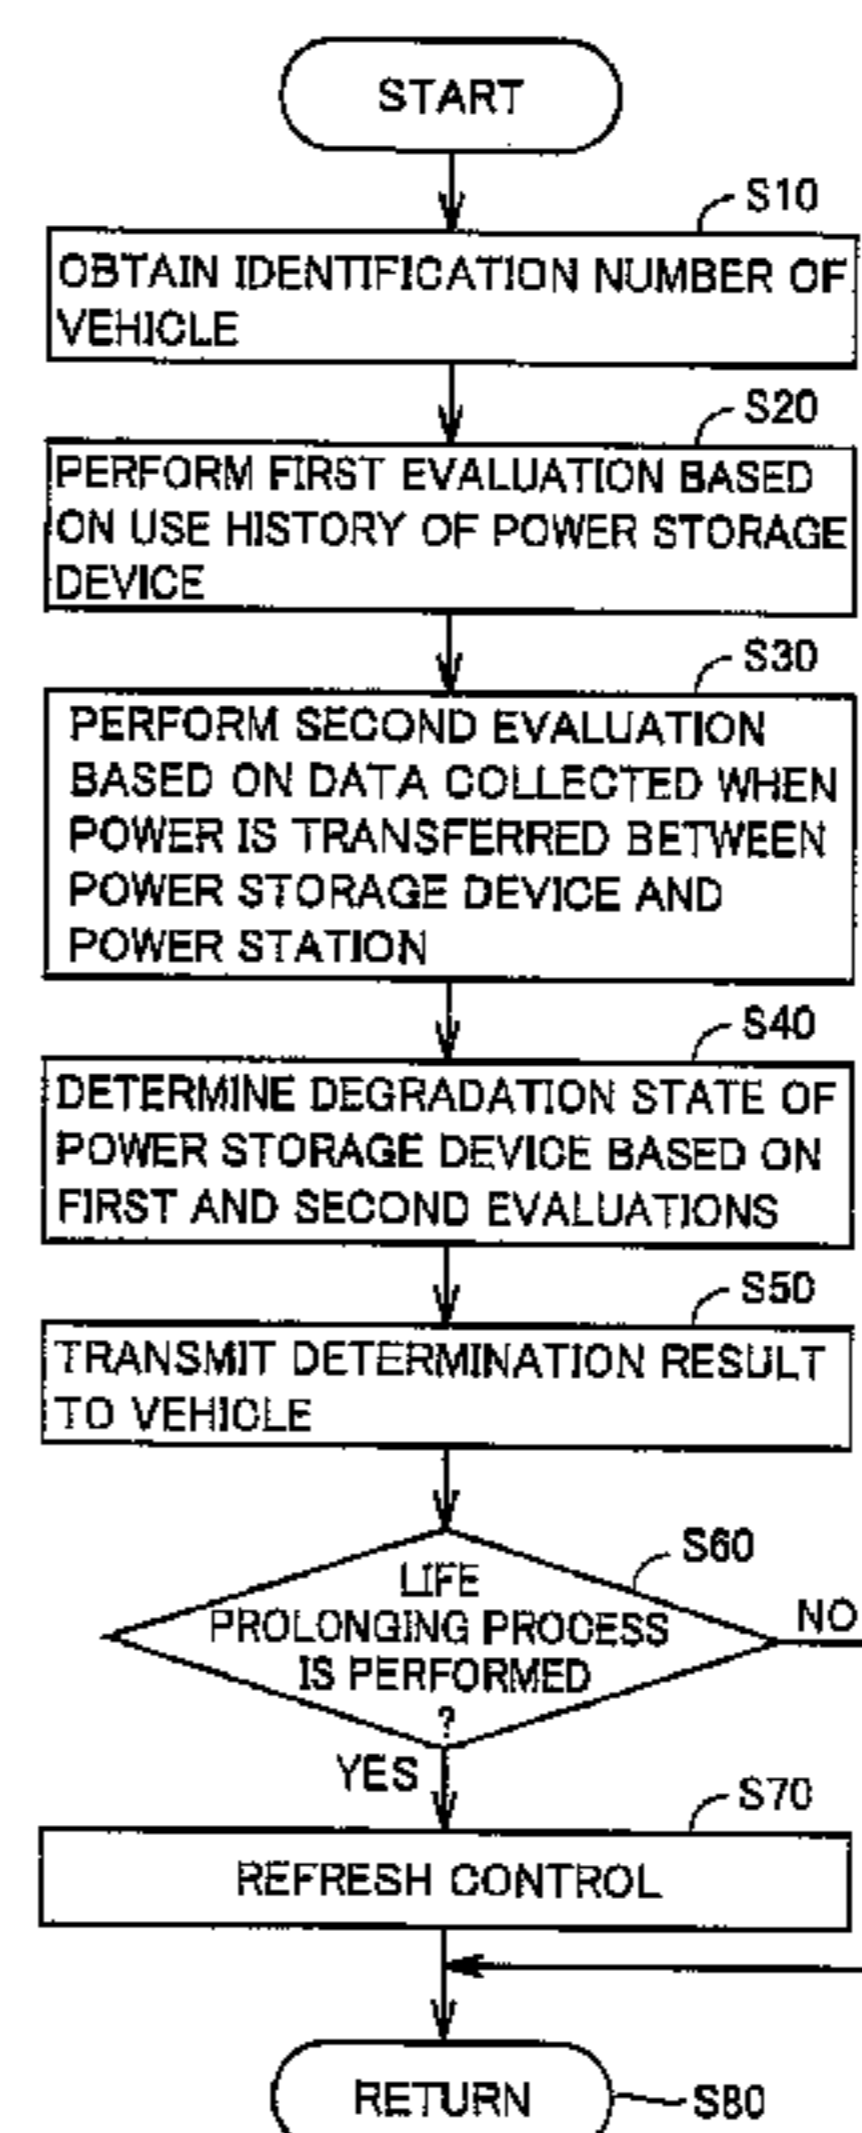 START
S10
OBTAIN IDENTIFICATION NUMBER OF
VEHICLE
S20
PERFORM FIRST EVALUATION BASED
ON USE HISTORY OF POWER STORAGE
DEVICE
S30
PERFORM SECOND EVALUATION
BASED ON DATA COLLECTED WHEN
POWER IS TRANSFERRED BETWEEN
POWER STORAGE DEVICE AND
POWER STATION
S40
DETERMINE DEGRADATION STATE OF
POWER STORAGE DEVICE BASED ON
FIRST AND SECOND EVALUATIONS
S50
TRANSMIT DETERMINATION RESULT
TO VEHICLE
S60
LIFE
PROLONGING PROCESS
IS PERFORMED
?
NO
YES
S70
REFRESH CONTROL
RETURN
S80